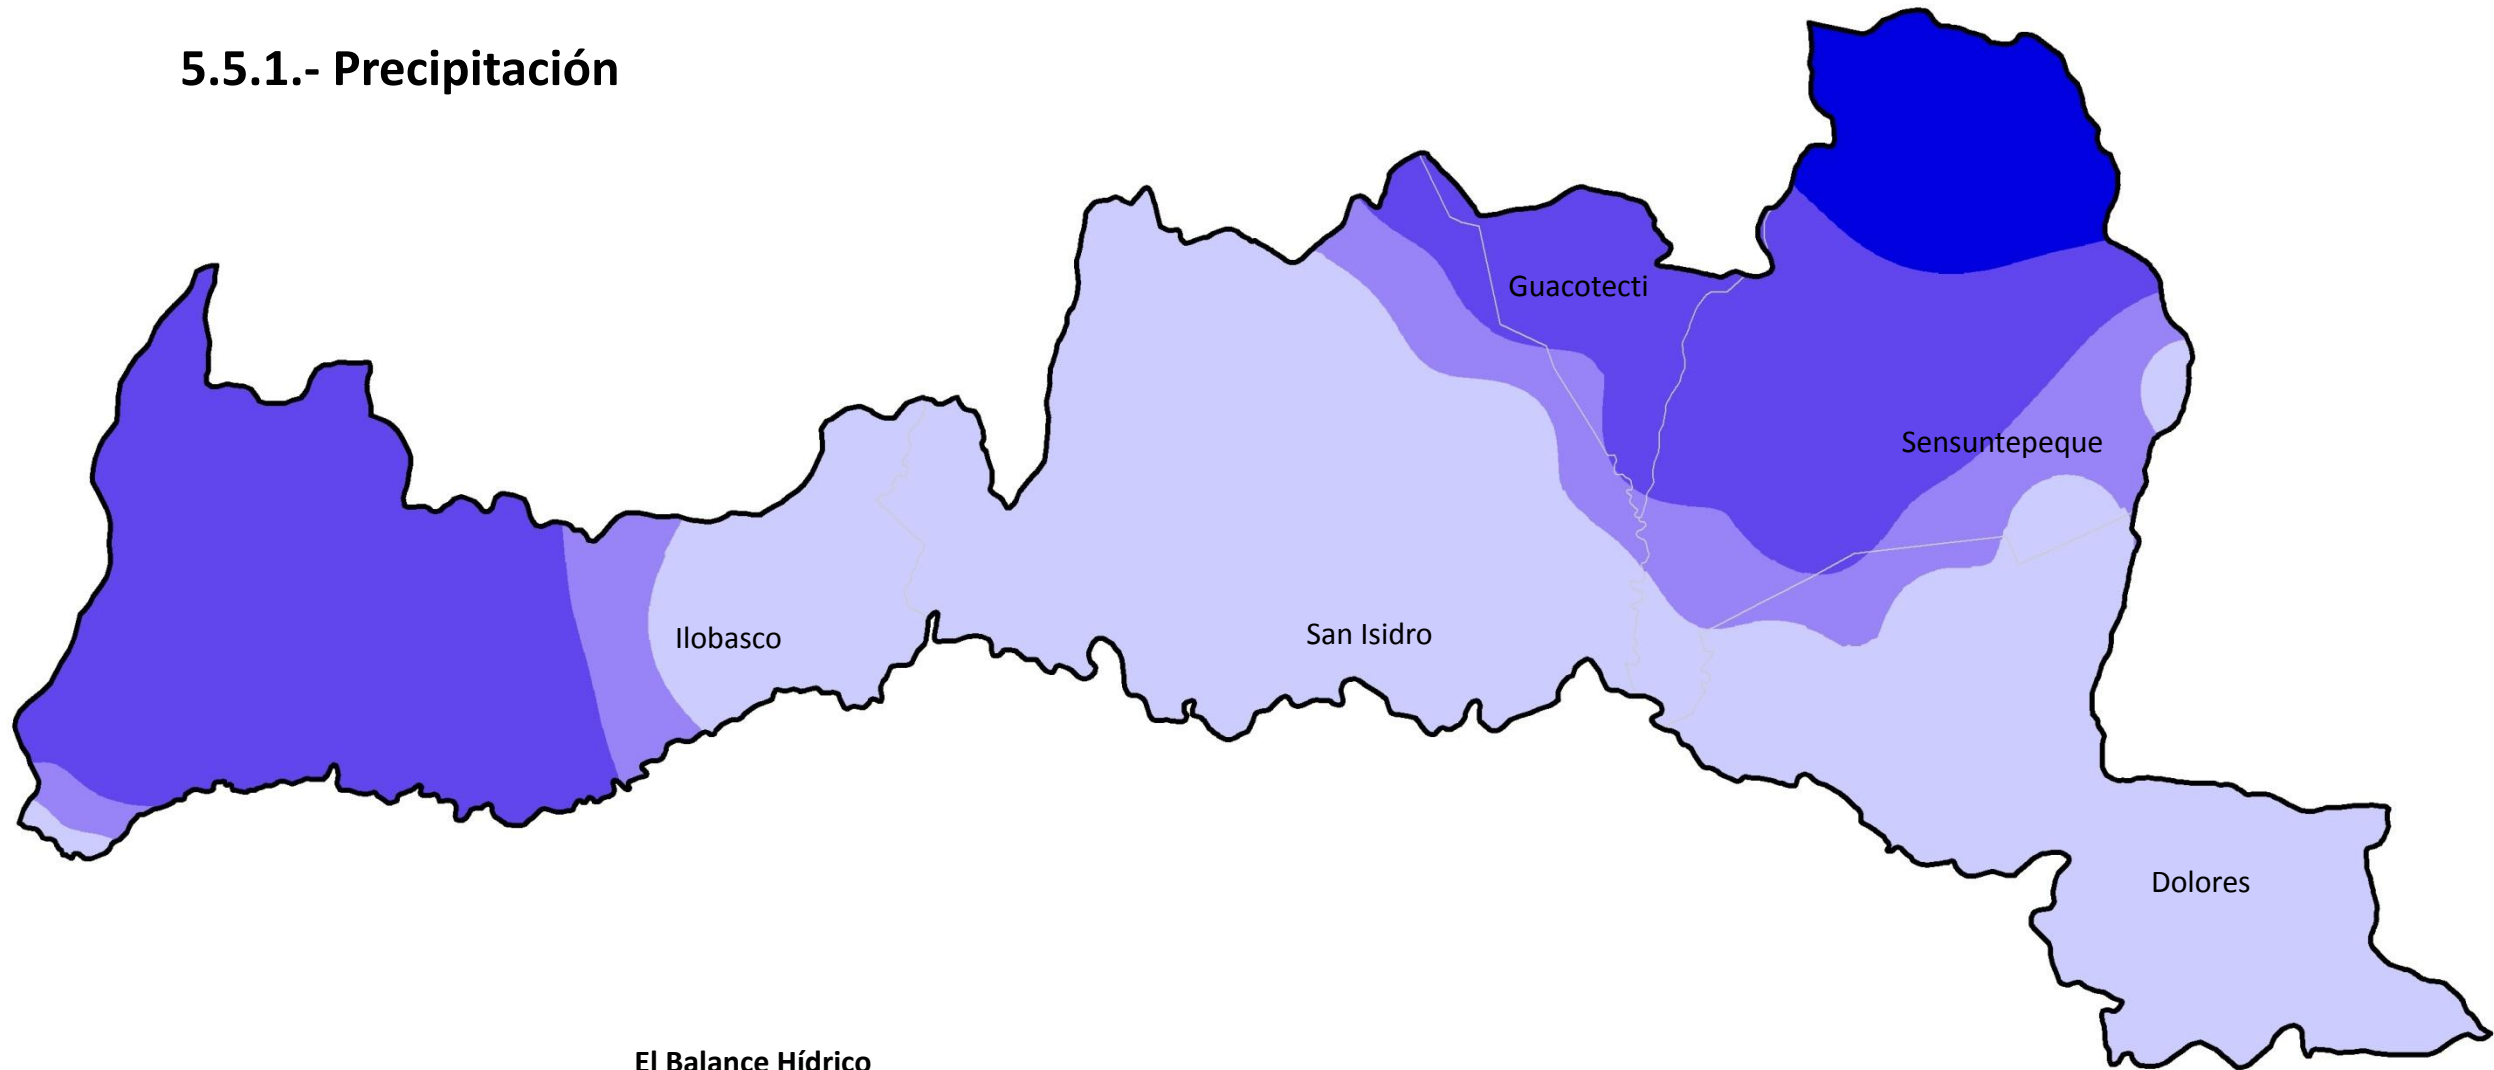 5.5.1.- Precipitación
Guacotecti
Sensuntepeque
Ilobasco
San Isidro
Dolores
El Balance Hídrico